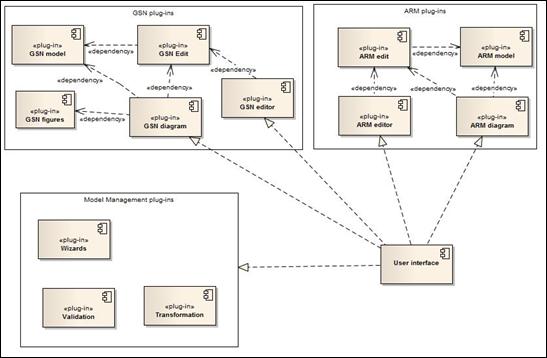 GSN plug-ins
«plug-in»
GSN model
«plug-in»
GSN Edit
«dependency»
«dependency»
«dependency»
«dependency»
«plug-in»
GSN figures
«dependency»
«plug-in»
GSN diagram
«plug-in»
GSN editor
ARM plug-ins
«plug-in»
ARM edit
«plug-in»
ARM model
«dependency»
«dependency»
«dependency»
«dependency»
«plug-in»
ARM editor
«plug-in»
ARM diagram
Model Management plug-ins
«plug-in»
Wizards
«plug-in»
Validation
«plug-in»
Transformation
User interface